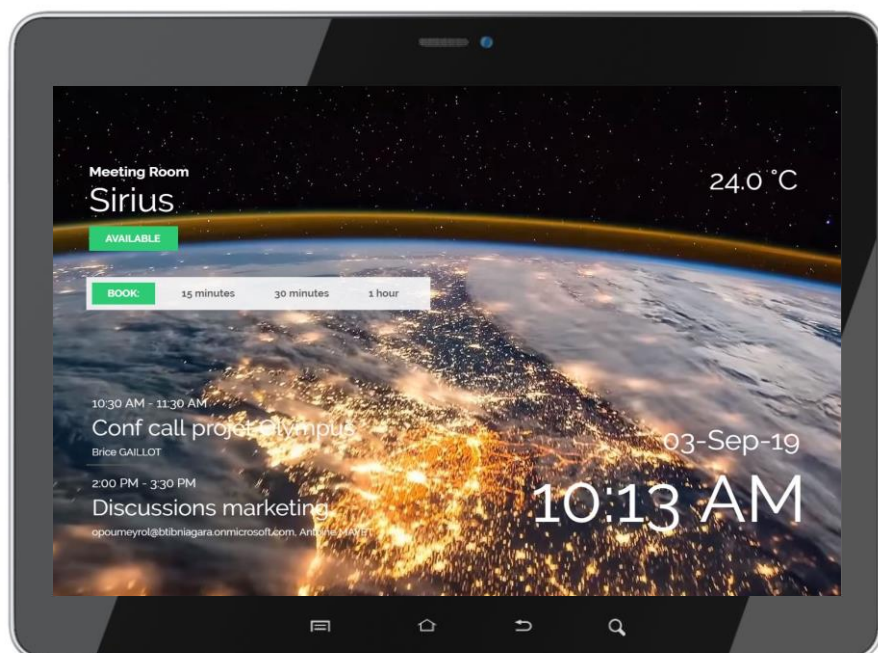 Meeting Room
Sirius
24.0 °C
AVAILABLE
BOOK: 15 minutes 30 minutes 1 hour
10:30 AM - 11:30 AM
Conf call projet Olympus
Brice GAILLOT
2:00 PM - 3:30 PM
Discussions marketing
opoumeyrol@btibniagara.onmicrosoft.com, Antoine
03-Sep-19
10:13 AM